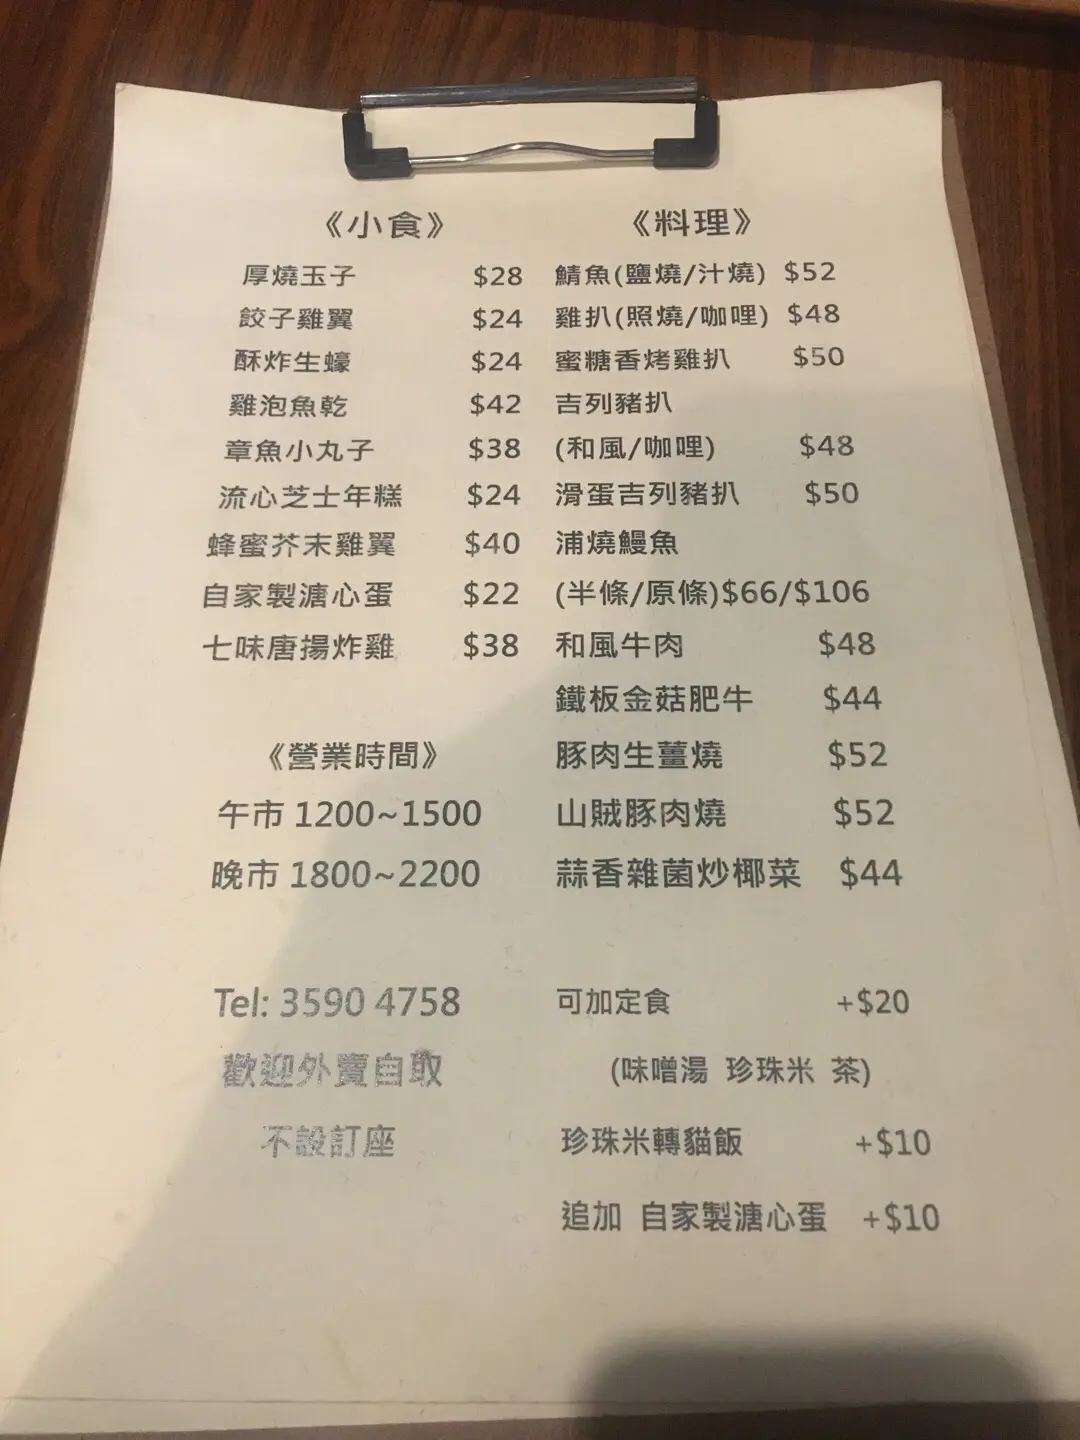 《小食》
厚燒玉子 $28
餃子雞翼 $24
酥炸生蠔 $24
雞泡魚乾 $42
章魚小丸子 $38
流心芝士年糕 $24
蜂蜜芥末雞翼 $40
自家製溏心蛋 $22
七味唐揚炸雞 $38
《營業時間》
午市 1200~1500
晚市 1800~2200
Tel: 3590 4758
歡迎外賣自取
不設訂座
《料理》
鯖魚(鹽燒/汁燒) $52
雞扒(照燒/咖哩) $48
蜜糖香烤雞扒 $50
吉列豬扒
(和風/咖哩) $48
滑蛋吉列豬扒 $50
浦燒鰻魚
(半條/原條)$66/$106
和風牛肉 $48
鐵板金菇肥牛 $44
豚肉生薑燒 $52
山賊豚肉燒 $52
蒜香雜菌炒椰菜 $44
可加定食 +$20
(味噌湯 珍珠米 茶)
珍珠米轉貓飯 +$10
追加 自家製溏心蛋 +$10